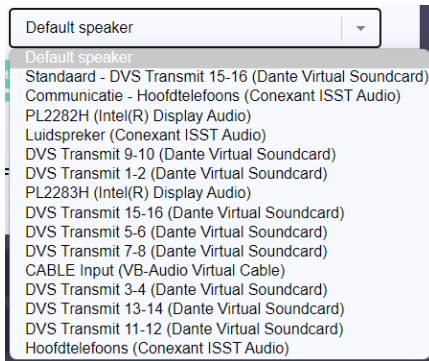 Default speaker
Default speaker
Standaard - DVS Transmit 15-16 (Dante Virtual Soundcard)
Communicatie - Hoofdtelefoons (Conexant ISST Audio)
PL2282H (Intel(R) Display Audio)
Luidspreker (Conexant ISST Audio)
DVS Transmit 9-10 (Dante Virtual Soundcard)
DVS Transmit 1-2 (Dante Virtual Soundcard)
PL2283H (Intel(R) Display Audio)
DVS Transmit 15-16 (Dante Virtual Soundcard)
DVS Transmit 5-6 (Dante Virtual Soundcard)
DVS Transmit 7-8 (Dante Virtual Soundcard)
CABLE Input (VB-Audio Virtual Cable)
DVS Transmit 3-4 (Dante Virtual Soundcard)
DVS Transmit 13-14 (Dante Virtual Soundcard)
DVS Transmit 11-12 (Dante Virtual Soundcard)
Hoofdtelefoons (Conexant ISST Audio)